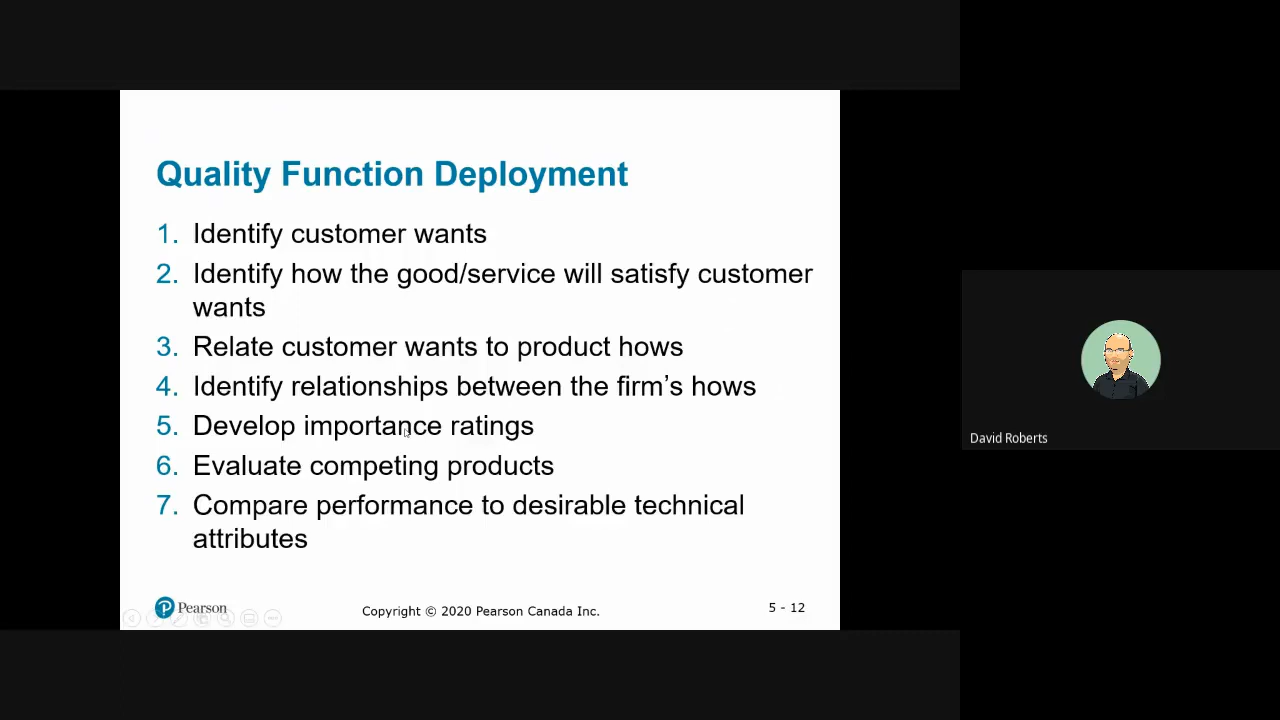 Quality Function Deployment
1. Identify customer wants
2. Identify how the good/service will satisfy customer
wants
3. Relate customer wants to product hows
4. Identify relationships between the firm’s hows
5. Develop importance ratings
6. Evaluate competing products
7. Compare performance to desirable technical
attributes
Pearson
Copyright © 2020 Pearson Canada Inc.
5 - 12
David Roberts